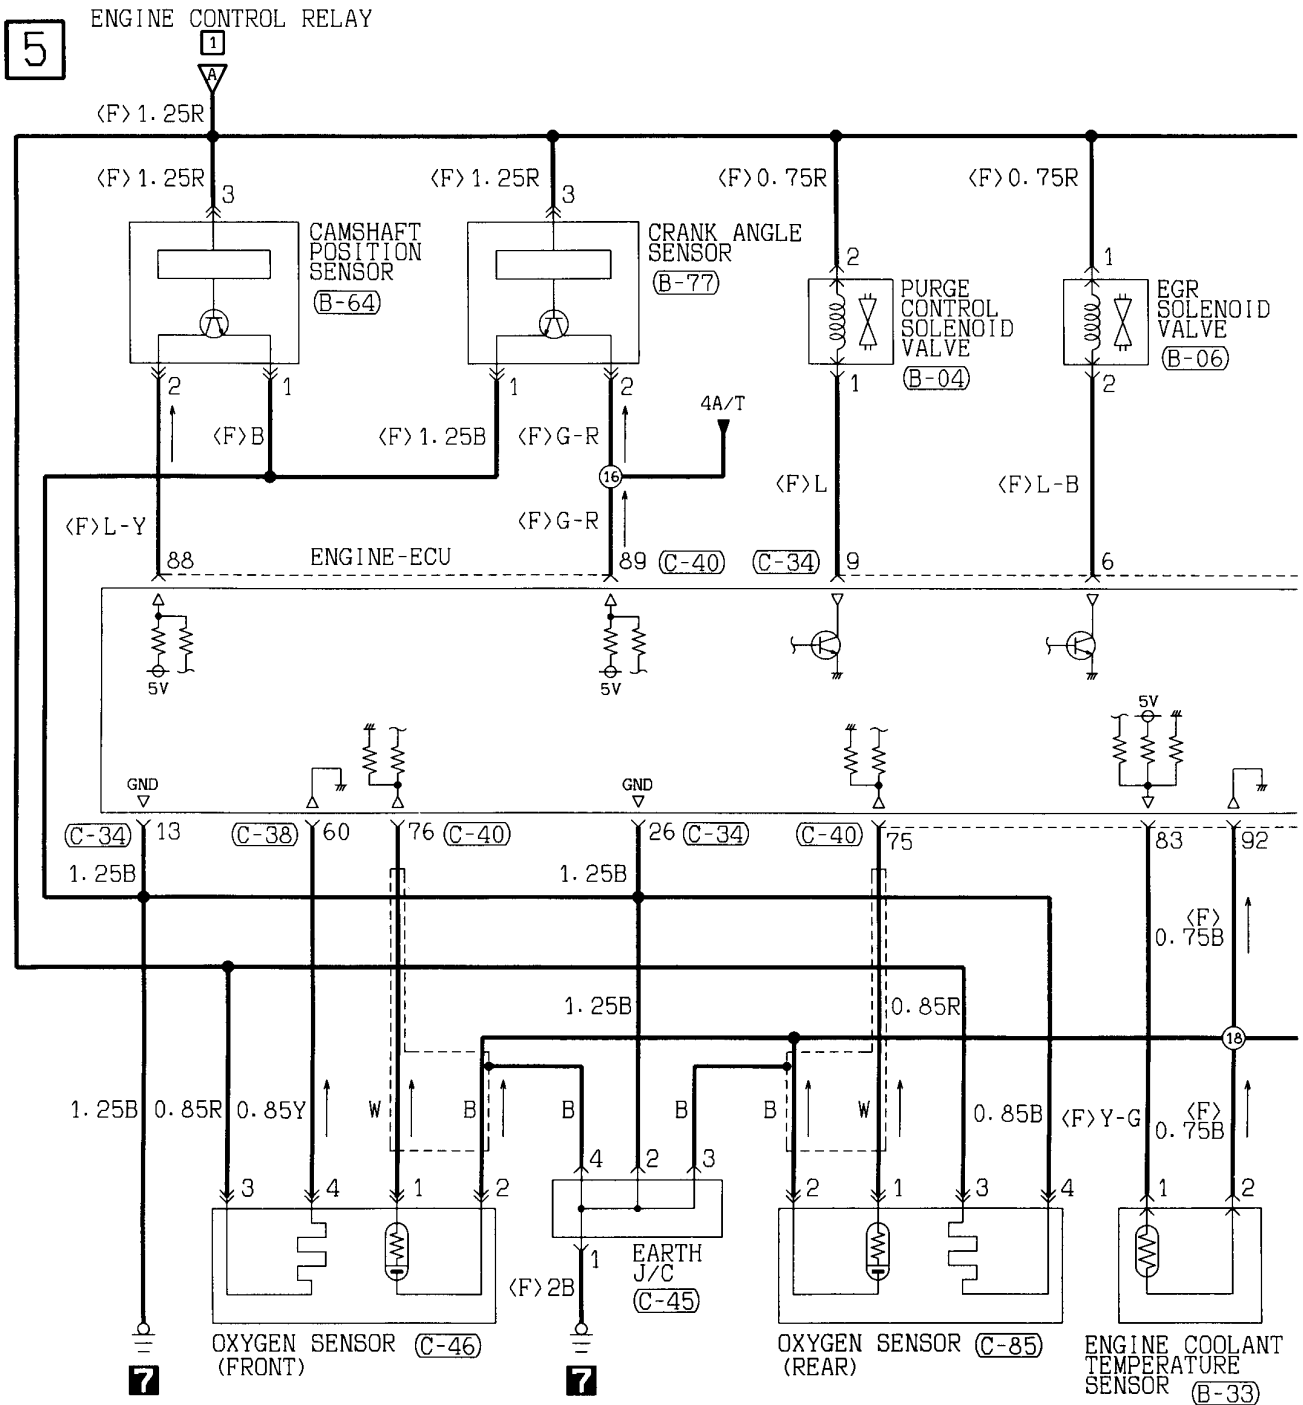 ENGINE CONTROL RELAY
5
1
A
⟨F⟩1.25R
⟨F⟩1.25R
3
⟨F⟩1.25R
3
⟨F⟩0.75R
⟨F⟩0.75R
CAMSHAFT
POSITION
SENSOR
B-64
CRANK ANGLE
SENSOR
B-77
2
PURGE
CONTROL
SOLENOID
VALVE
B-04
1
EGR
SOLENOID
VALVE
B-06
2
1
1
2
1
2
4A/T
⟨F⟩B
⟨F⟩1.25B
⟨F⟩G-R
16
⟨F⟩L
⟨F⟩L-B
⟨F⟩L-Y
⟨F⟩G-R
88
ENGINE-ECU
89
C-40
C-34
9
6
5V
5V
5V
GND
GND
C-34
13
C-38
60
76
C-40
26
C-34
C-40
75
83
92
1.25B
1.25B
⟨F⟩
0.75B
1.25B
0.85R
18
1.25B
0.85R
0.85Y
W
B
B
B
B
W
0.85B
⟨F⟩Y-G
⟨F⟩
0.75B
4
2
3
3
4
1
2
2
1
3
4
1
2
1
EARTH
J/C
C-45
⟨F⟩2B
OXYGEN SENSOR
(FRONT)
C-46
OXYGEN SENSOR
(REAR)
C-85
ENGINE COOLANT
TEMPERATURE
SENSOR
B-33
7
7